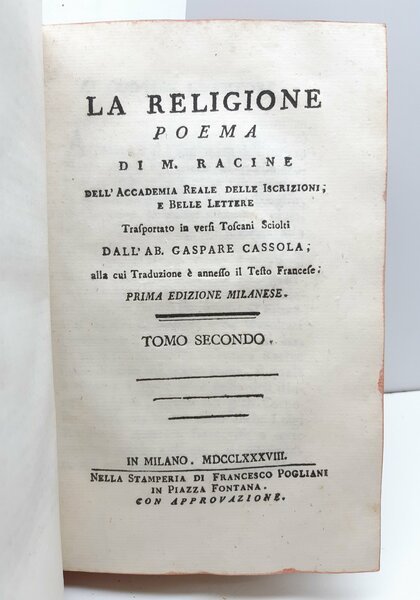 LA RELIGIONE
POEMA
DI M. RACINE
DELL'ACCADEMIA REALE DELLE ISCRIZIONI;
E BELLE LETTERE
Trasportato in versi Toscani Sciolti
DALL'AB. GASPARE CASSOLA;
alla cui Traduzione è annesso il Testo Francese:
PRIMA EDIZIONE MILANESE.
TOMO SECONDO.
IN MILANO. MDCCLXXXVIII.
NELLA STAMPERIA DI FRANCESCO POGLIANI
IN PIAZZA FONTANA.
CON APPROVAZIONE.